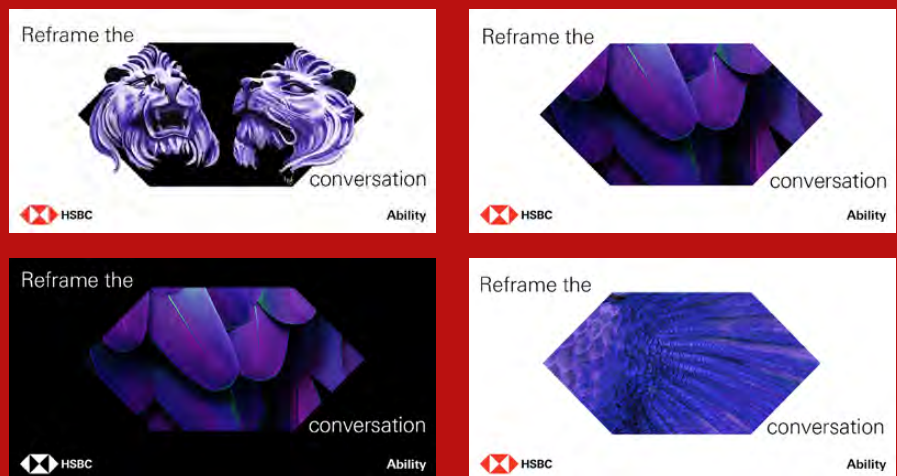 Reframe the
conversation
HSBC
Ability
Reframe the
conversation
HSBC
Ability
Reframe the
conversation
HSBC
Ability
Reframe the
conversation
HSBC
Ability